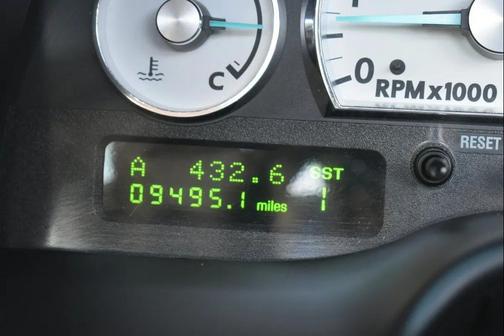 C
0
RPMx1000
RESET
A 432.6 SST
09495.1 miles 1